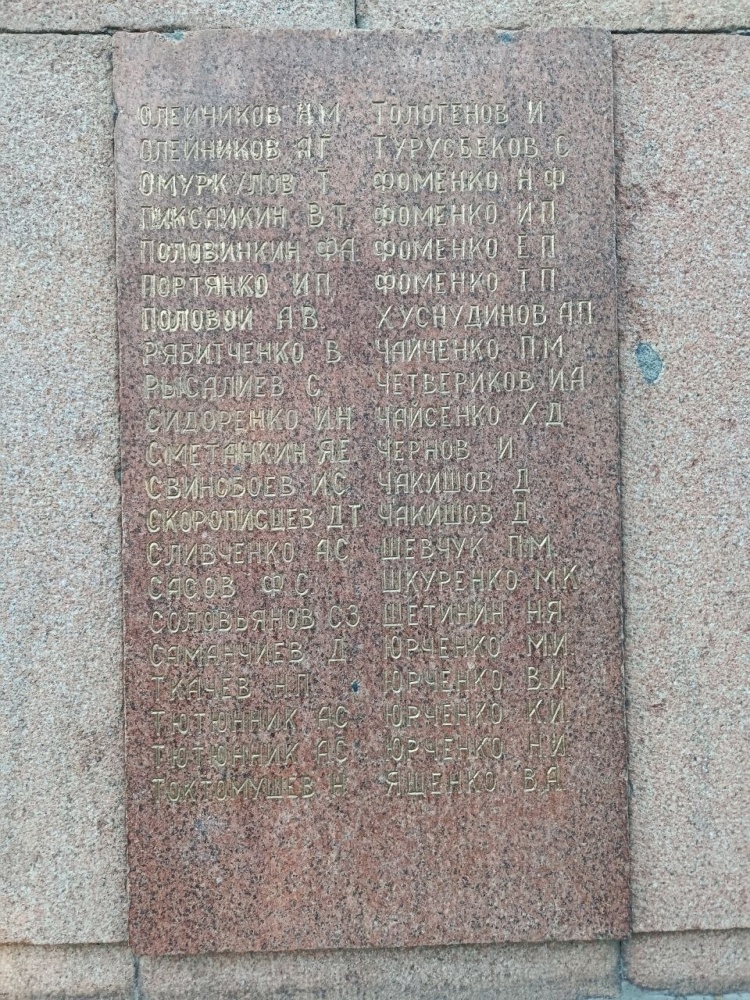 ОЛЕЙНИКОВ Н.М.
ОЛЕЙНИКОВ А.Г
ОМУРКУЛОВ Т
ПИКСАЙКИН В.Т.
ПОЛОВИНКИН Ф.А.
ПОРТЯНКО И.П.
ПОЛОВОЙ А.В.
РЯБИТЧЕНКО В.
РЫСАЛИЕВ С
СИДОРЕНКО И.Н
СМЕТАНКИН Я.Е
СВИНОБОЕВ И.С.
СКОРОПИСЦЕВ Д.Т.
СЛИВЧЕНКО А.С
САСОВ Ф.С.
СОЛОВЬЯНОВ С.З
САМАНЧИЕВ Д
ТКАЧЕВ Н.П
ТЮТЮННИК А.С
ТЮТЮННИК А.С
ТОКТОМУШЕВ Н.
ТОЛОГЕНОВ И
ТУРУСБЕКОВ С
ФОМЕНКО Н.Ф
ФОМЕНКО И.П
ФОМЕНКО Е.П
ФОМЕНКО Т.П
ХУСНУДИНОВ А.П.
ЧАЙЧЕНКО П.М
ЧЕТВЕРИКОВ И.А
ЧАЙСЕНКО Х.Д
ЧЕРНОВ И.
ЧАКИШОВ Д
ЧАКИШОВ Д.
ШЕВЧУК П.М.
ШКУРЕНКО М.К
ЩЕТИНИН Н.Я
ЮРЧЕНКО М.И.
ЮРЧЕНКО В.И
ЮРЧЕНКО К.И.
ЮРЧЕНКО Н.И
ЯЩЕНКО В.А.